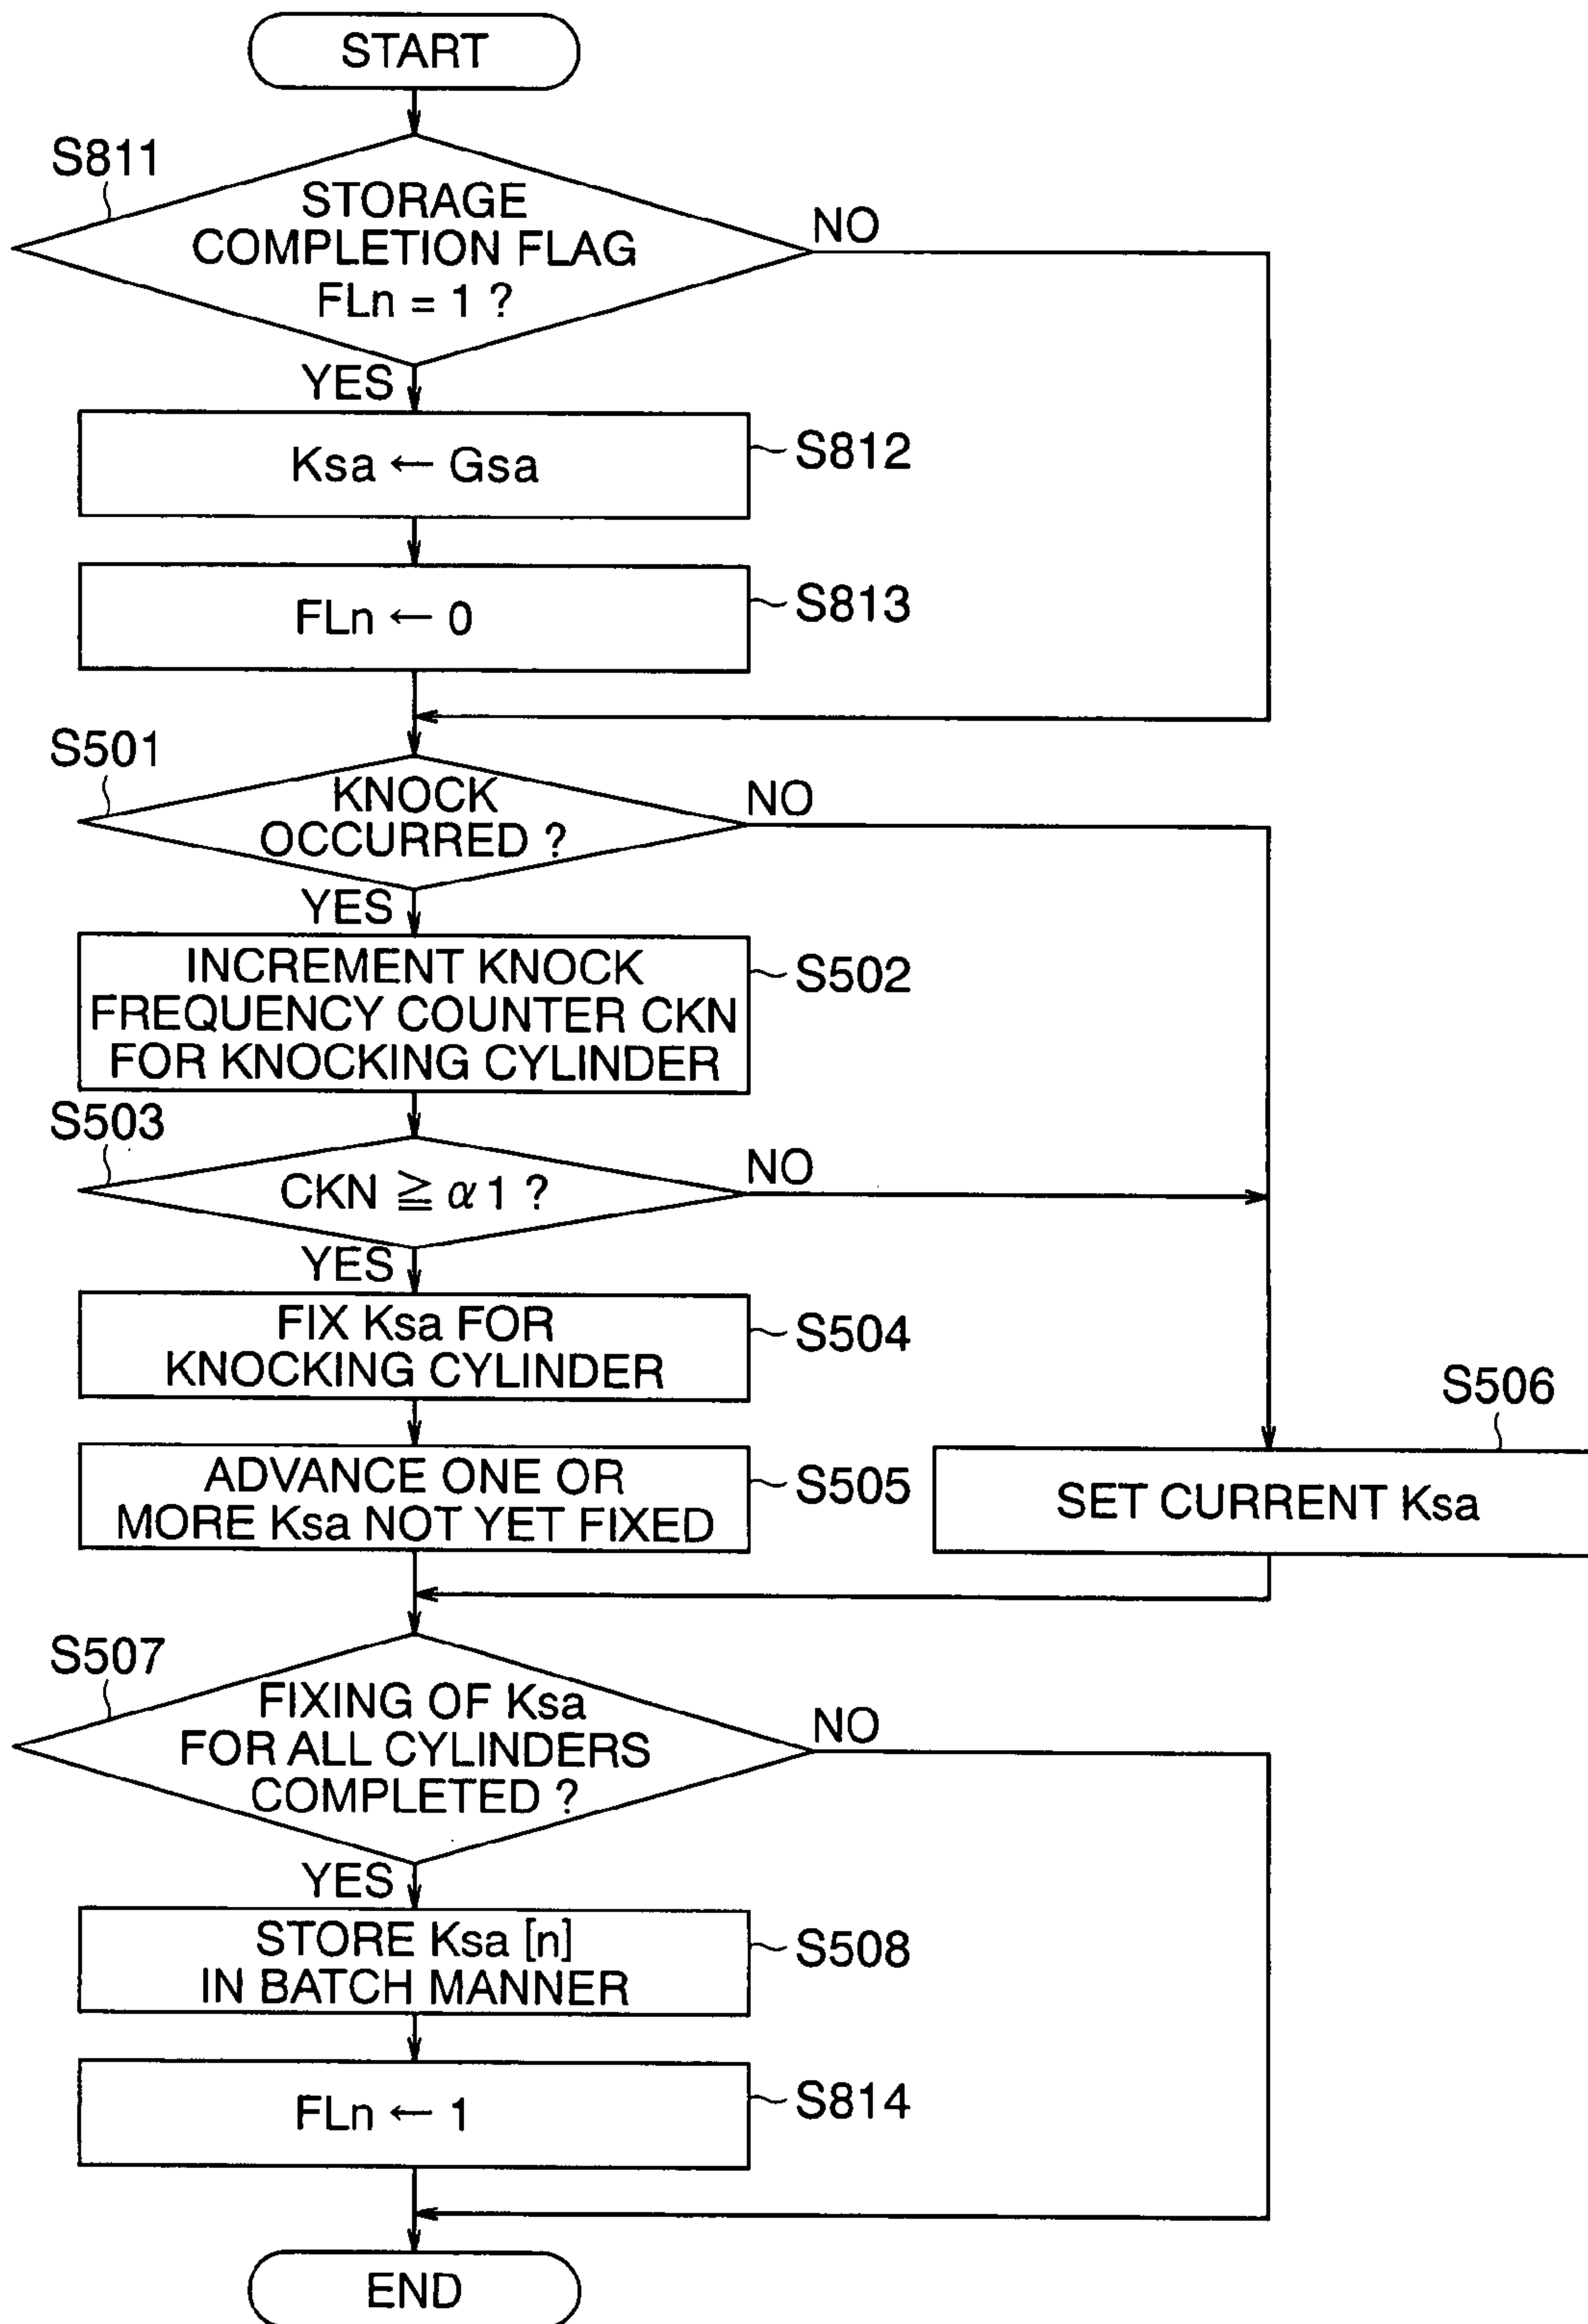 START
S811
STORAGE
COMPLETION FLAG
FLn = 1 ?
NO
YES
Ksa ← Gsa
S812
FLn ← 0
S813
S501
KNOCK
OCCURRED ?
NO
YES
INCREMENT KNOCK
FREQUENCY COUNTER CKN
FOR KNOCKING CYLINDER
S502
S503
CKN ≧ α 1 ?
NO
YES
FIX Ksa FOR
KNOCKING CYLINDER
S504
ADVANCE ONE OR
MORE Ksa NOT YET FIXED
S505
S506
SET CURRENT Ksa
S507
FIXING OF Ksa
FOR ALL CYLINDERS
COMPLETED ?
NO
YES
STORE Ksa [n]
IN BATCH MANNER
S508
FLn ← 1
S814
END